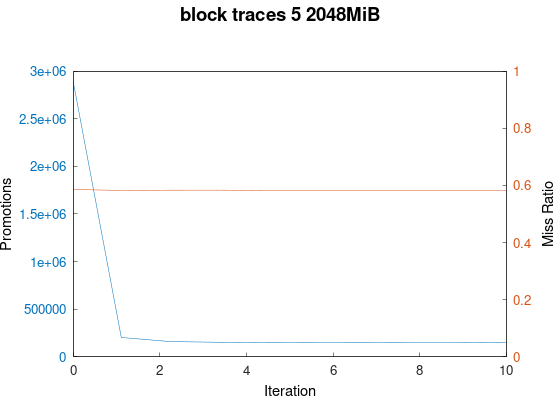 block traces 5 2048MiB
3e+06
2.5e+06
2e+06
1.5e+06
1e+06
500000
0
Promotions
1
0.8
0.6
0.4
0.2
0
Miss Ratio
0 2 4 6 8 10
Iteration